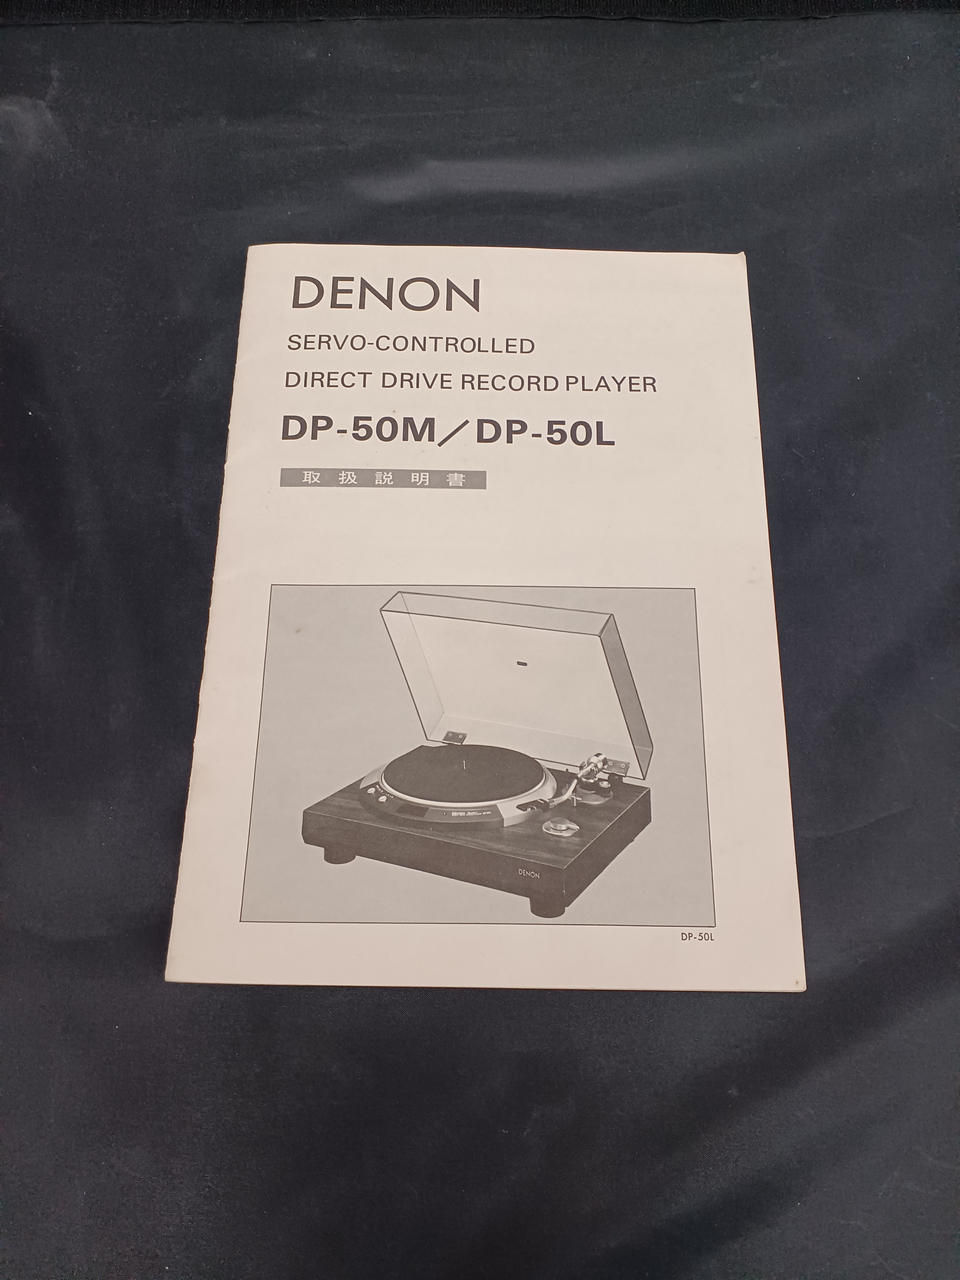 DENON
SERVO-CONTROLLED
DIRECT DRIVE RECORD PLAYER
DP-50M/DP-50L
取扱説明書
DENON
DP-50L